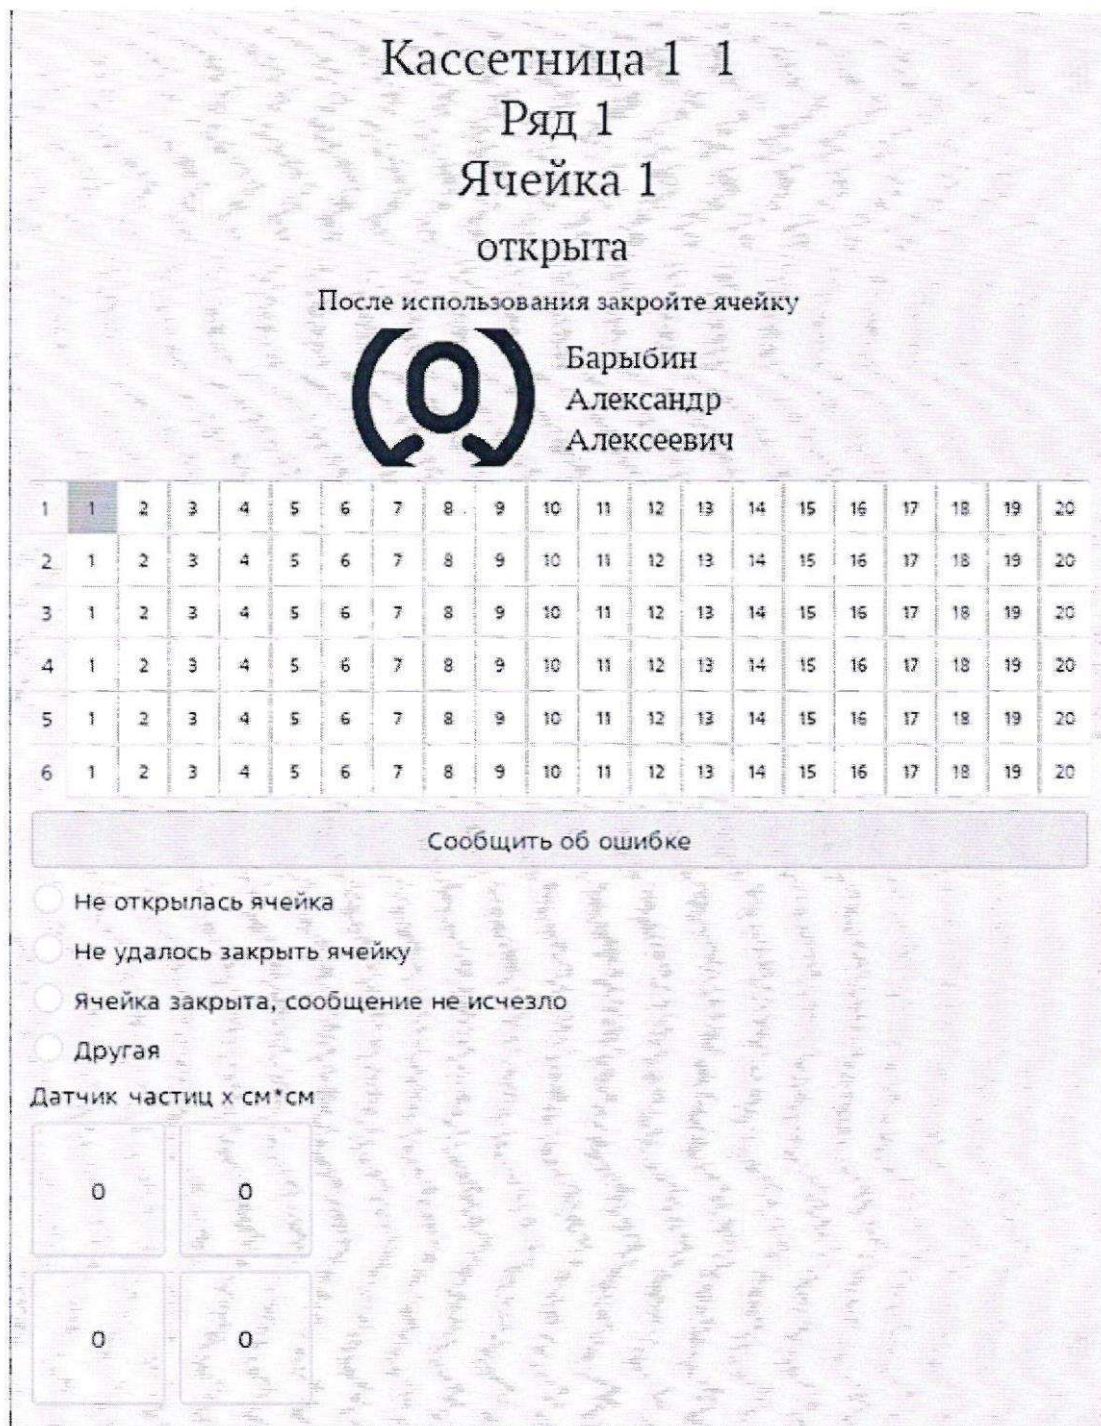 Кассетница 1 1
Ряд 1
Ячейка 1
открыта
После использования закройте ячейку
Барыбин
Александр
Алексеевич
1 1 2 3 4 5 6 7 8 9 10 11 12 13 14 15 16 17 18 19 20
2 1 2 3 4 5 6 7 8 9 10 11 12 13 14 15 16 17 18 19 20
3 1 2 3 4 5 6 7 8 9 10 11 12 13 14 15 16 17 18 19 20
4 1 2 3 4 5 6 7 8 9 10 11 12 13 14 15 16 17 18 19 20
5 1 2 3 4 5 6 7 8 9 10 11 12 13 14 15 16 17 18 19 20
6 1 2 3 4 5 6 7 8 9 10 11 12 13 14 15 16 17 18 19 20
Сообщить об ошибке
Не открылась ячейка
Не удалось закрыть ячейку
Ячейка закрыта, сообщение не исчезло
Другая
Датчик частиц х см*см
0 0
0 0